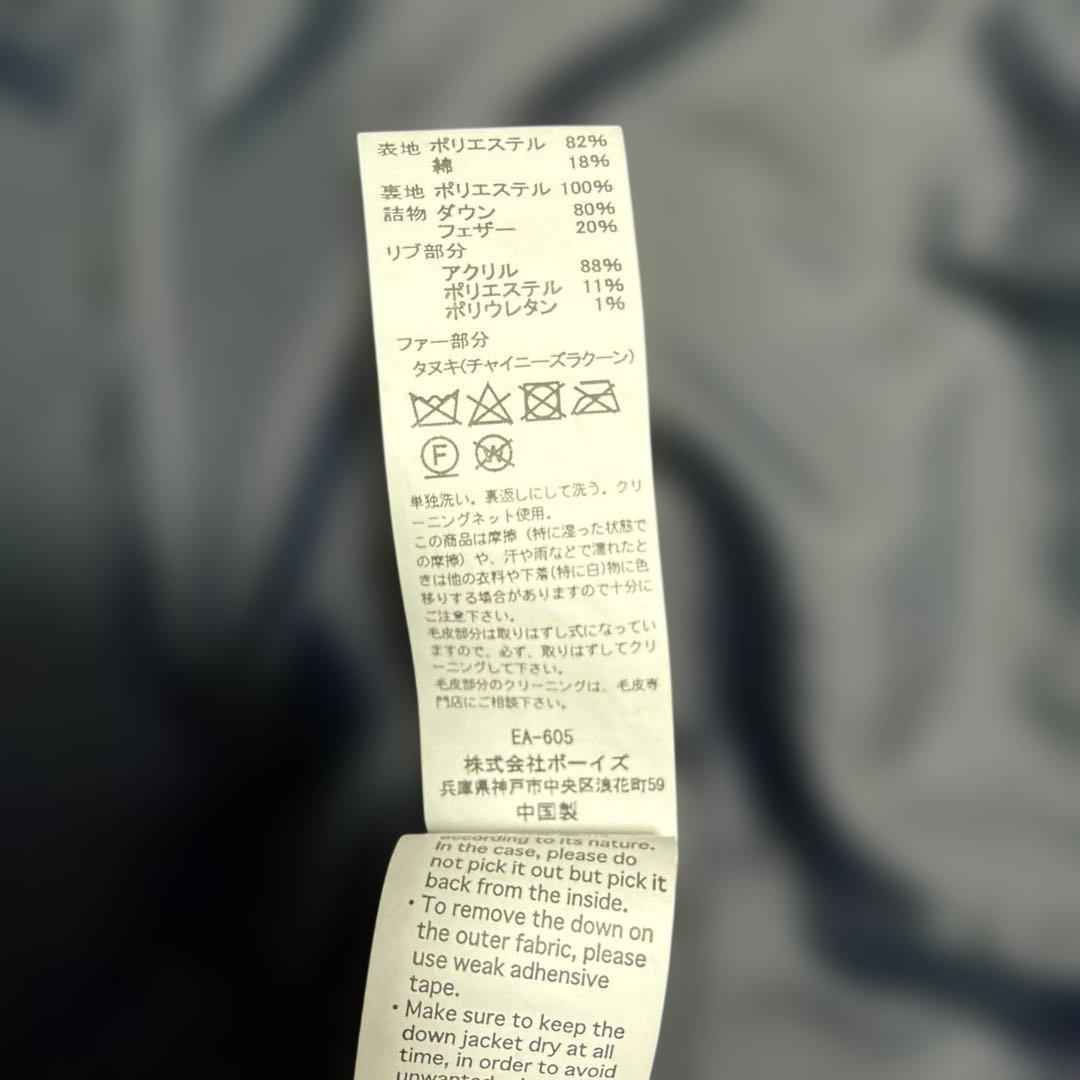 表地 ポリエステル 82%
綿 18%
裏地 ポリエステル 100%
詰物 ダウン 80%
フェザー 20%
リブ部分
アクリル 88%
ポリエステル 11%
ポリウレタン 1%
ファー部分
タヌキ(チャイニーズラクーン)
F W
単独洗い。裏返しにして洗う。クリ
ーニングネット使用。
この商品は摩擦(特に湿った状態で
の摩擦)や、汗や雨などで濡れたと
きは他の衣料や下着(特に白)物に色
移りする場合がありますので十分に
ご注意下さい。
毛皮部分は取りはずし式になってい
ますので、必ず、取りはずしてクリ
ーニングして下さい。
毛皮部分のクリーニングは、毛皮専
門店にご相談下さい。
EA-605
株式会社ボーイズ
兵庫県神戸市中央区浪花町59
中国製
according to its nature.
In the case, please do
not pick it out but pick it
back from the inside.
・To remove the down on
the outer fabric, please
use weak adhensive
tape.
・Make sure to keep the
down jacket dry at all
time, in order to avoid